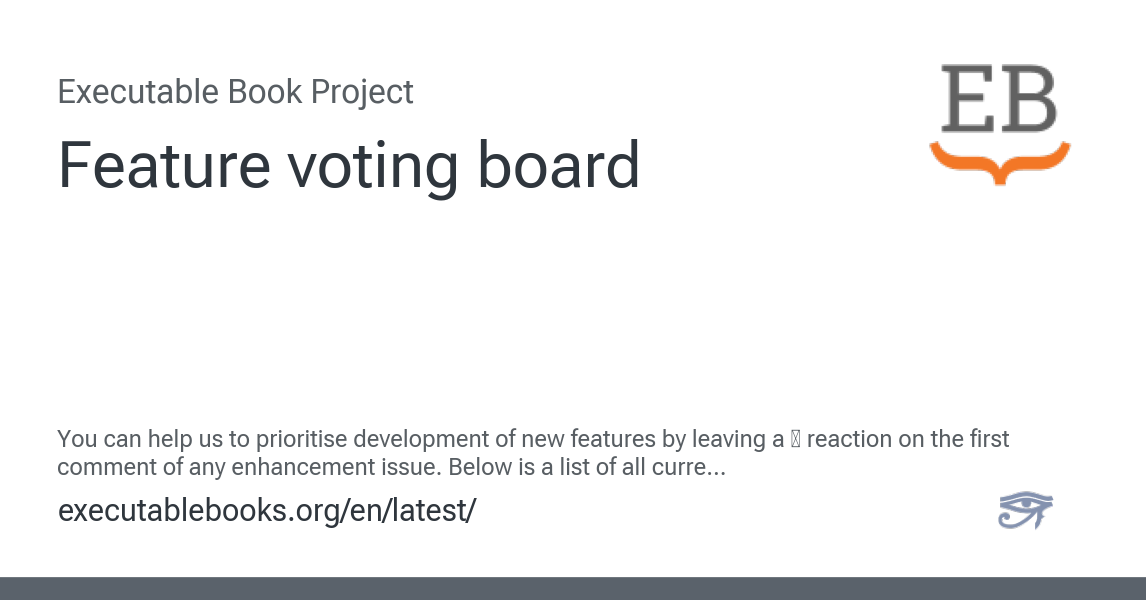 Executable Book Project
EB
Feature voting board
You can help us to prioritise development of new features by leaving a  reaction on the first
comment of any enhancement issue. Below is a list of all curre...
executablebooks.org/en/latest/